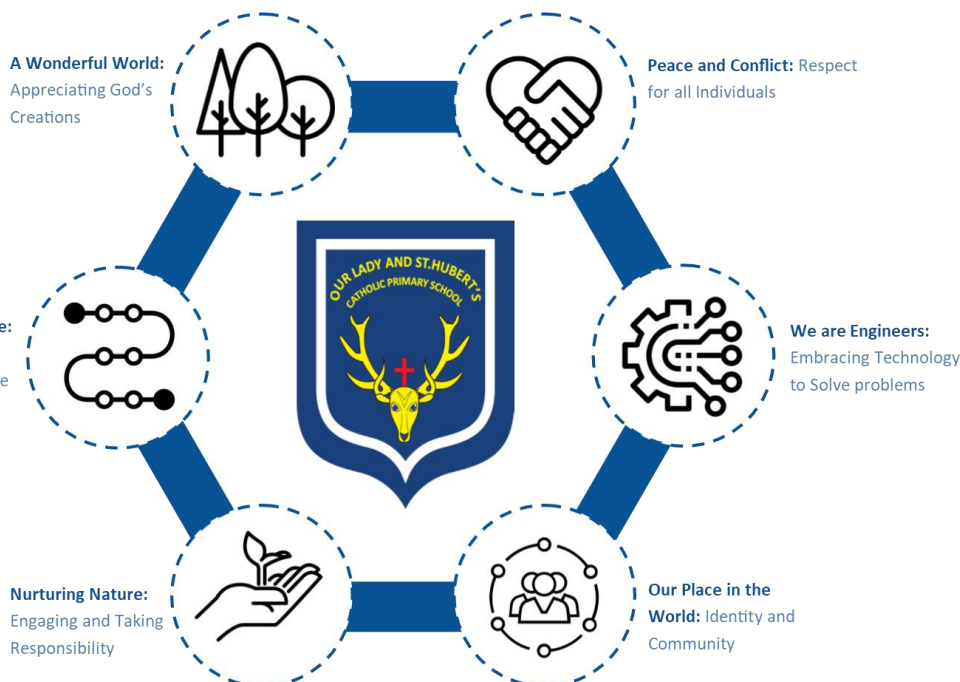 A Wonderful World:
Appreciating God's
Creations
Peace and Conflict: Respect
for all Individuals
OUR LADY AND ST.HUBERT'S
CATHOLIC PRIMARY SCHOOL
We are Engineers:
Embracing Technology
to Solve problems
Nurturing Nature:
Engaging and Taking
Responsibility
Our Place in the
World: Identity and
Community